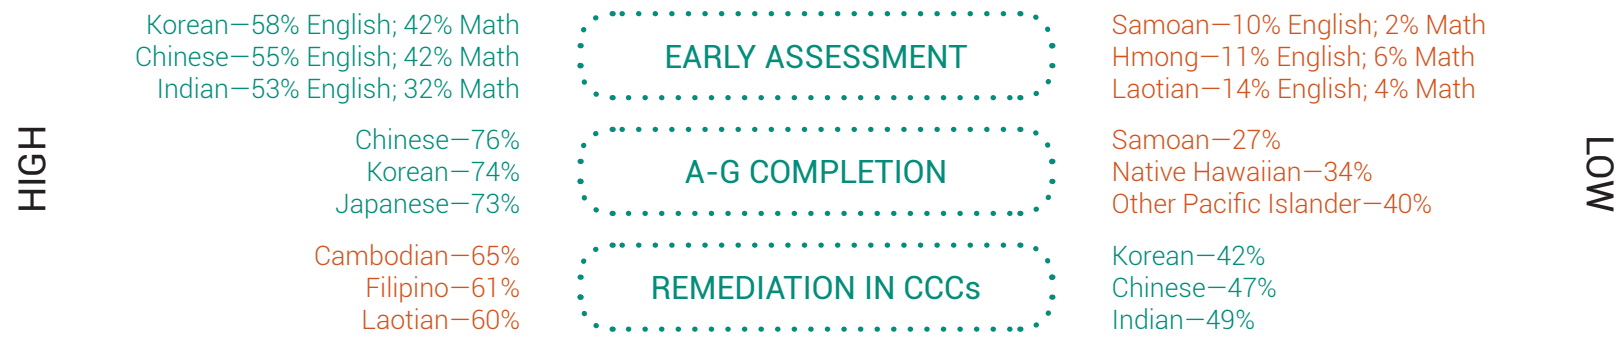 HIGH
Korean—58% English; 42% Math
Chinese—55% English; 42% Math
Indian—53% English; 32% Math
EARLY ASSESSMENT
Samoan—10% English; 2% Math
Hmong—11% English; 6% Math
Laotian—14% English; 4% Math
Chinese—76%
Korean—74%
Japanese—73%
A-G COMPLETION
Samoan—27%
Native Hawaiian—34%
Other Pacific Islander—40%
Cambodian—65%
Filipino—61%
Laotian—60%
REMEDIATION IN CCCs
Korean—42%
Chinese—47%
Indian—49%
LOW